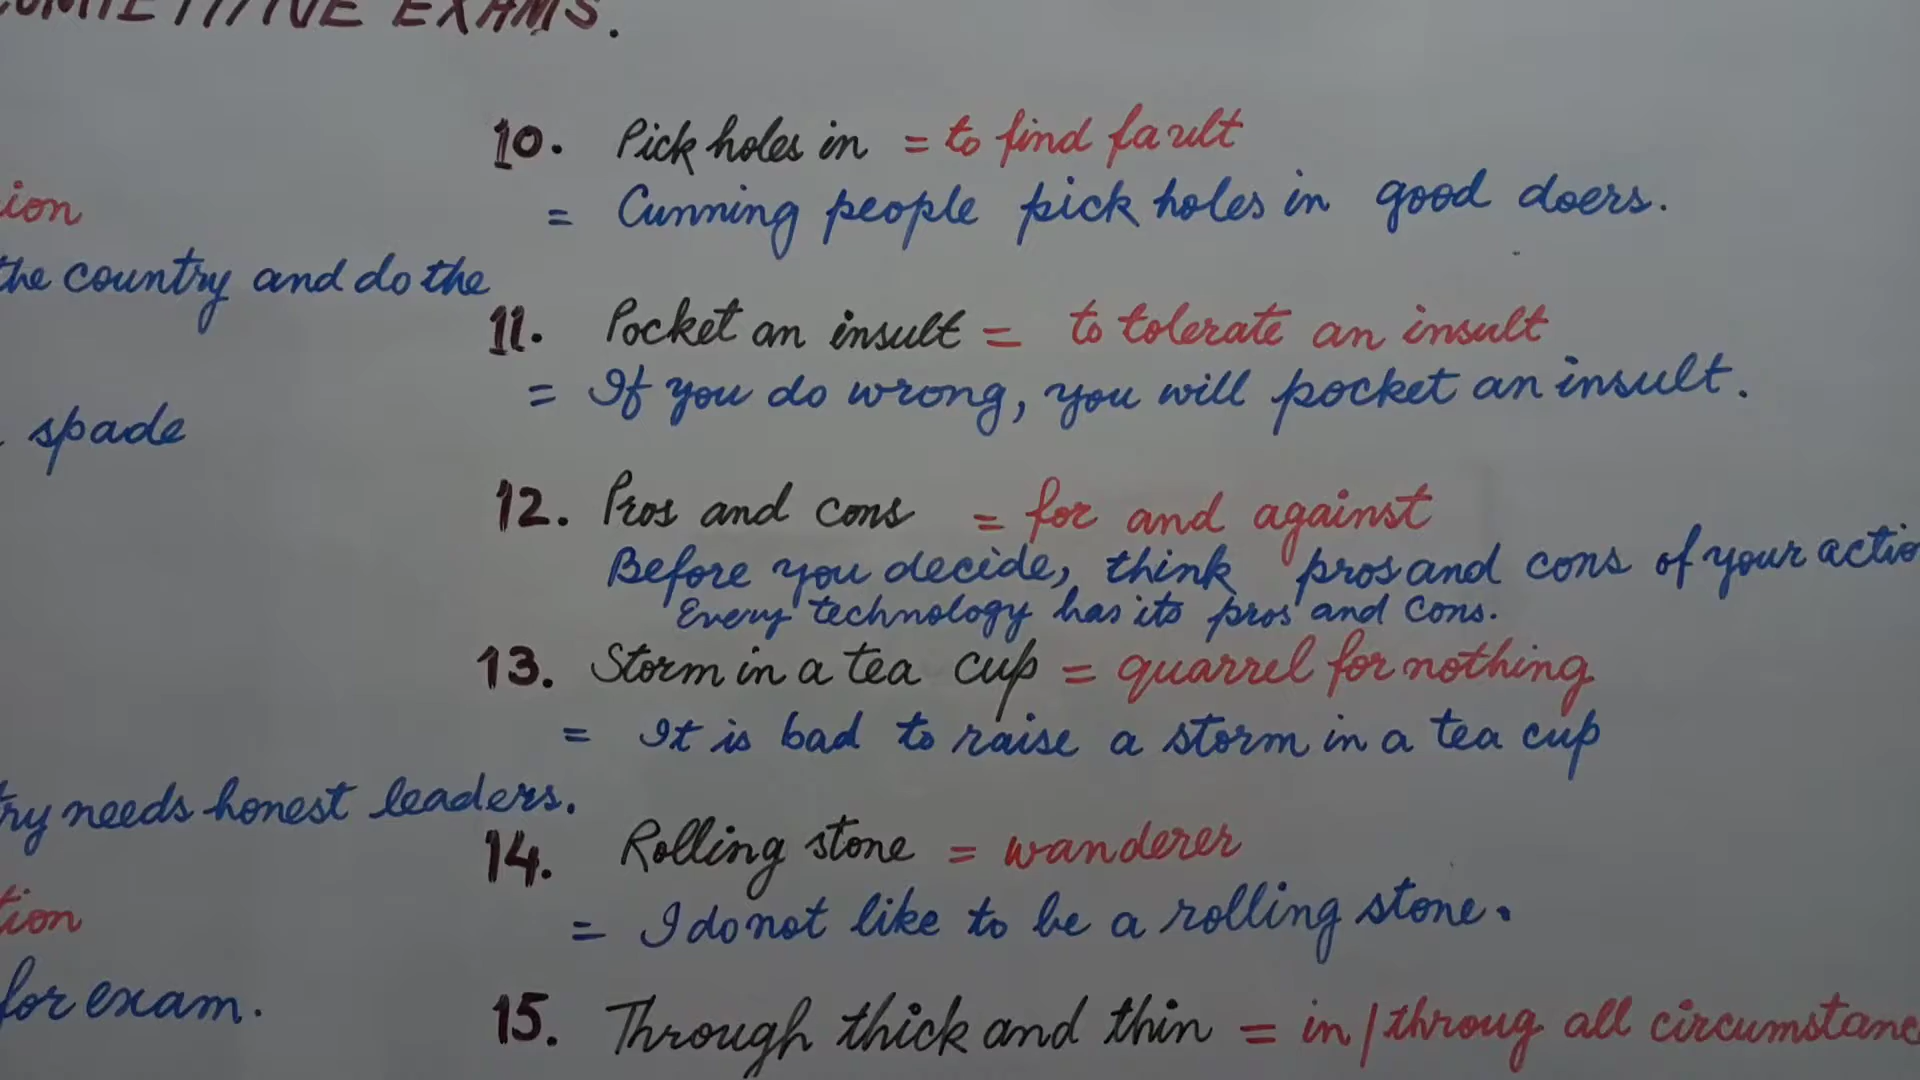 EXAMS.
10. Pick holes in = to find fault
= Cunning people pick holes in good doers.
ion
the country and do the
11. Pocket an insult = to tolerate an insult
= If you do wrong, you will pocket an insult.
spade
12. Pros and cons = for and against
Before you decide, think pros and cons of your actio
Every technology has its pros and cons.
13. Storm in a tea cup = quarrel for nothing
= It is bad to raise a storm in a tea cup
ry needs honest leaders.
14. Rolling stone = wanderer
= I do not like to be a rolling stone.
tion
for exam.
15. Through thick and thin = in/throug all circumstanc